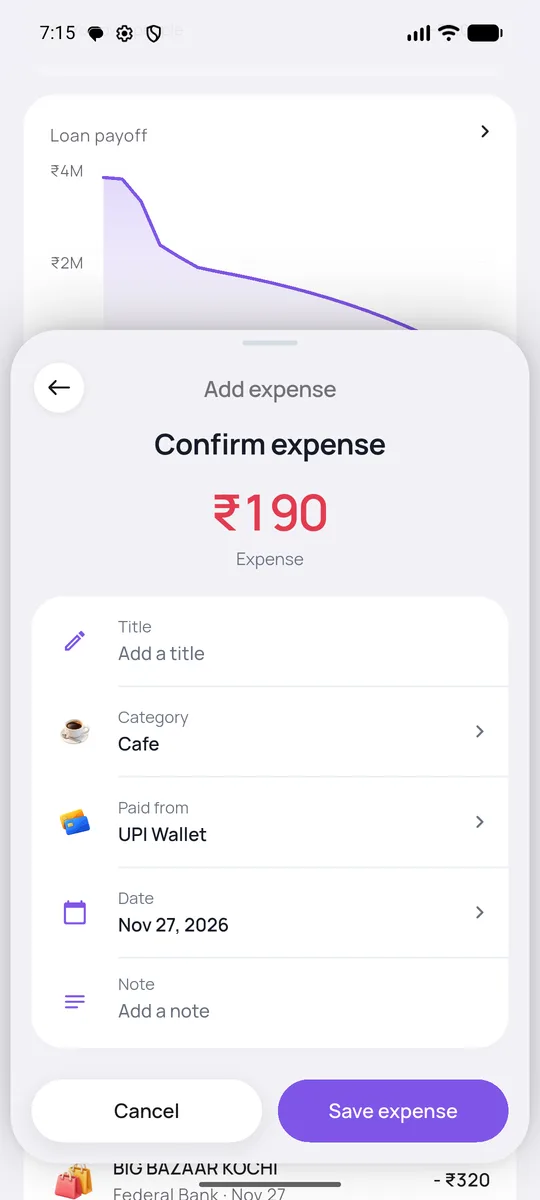 7:15
Loan payoff
₹4M
₹2M
Add expense
Confirm expense
₹190
Expense
Title
Add a title
Category
Cafe
Paid from
UPI Wallet
Date
Nov 27, 2026
Note
Add a note
Cancel
Save expense
BIG BAZAAR KOCHI
- ₹320
Federal Bank · Nov 27